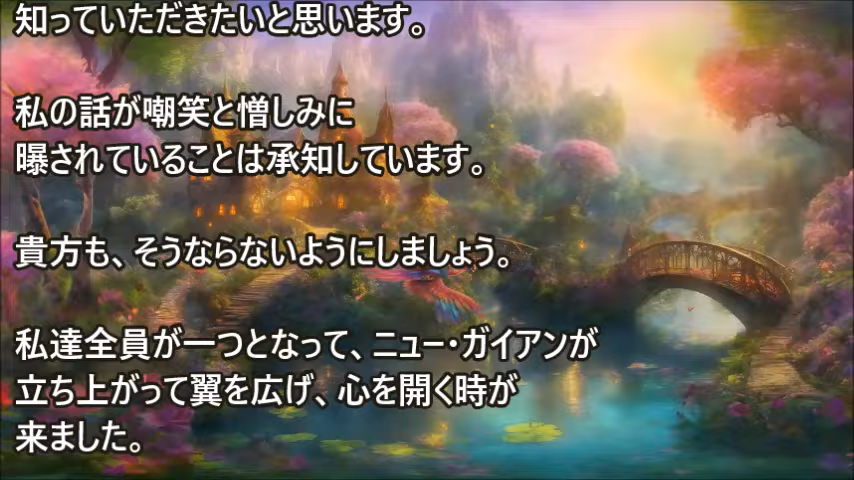 知っていただきたいと思います。
私の話が嘲笑と憎しみに
曝されていることは承知しています。
貴方も、そうならないようにしましょう。
私達全員が一つとなって、ニュー・ガイアンが
立ち上がって翼を広げ、心を開く時が
来ました。